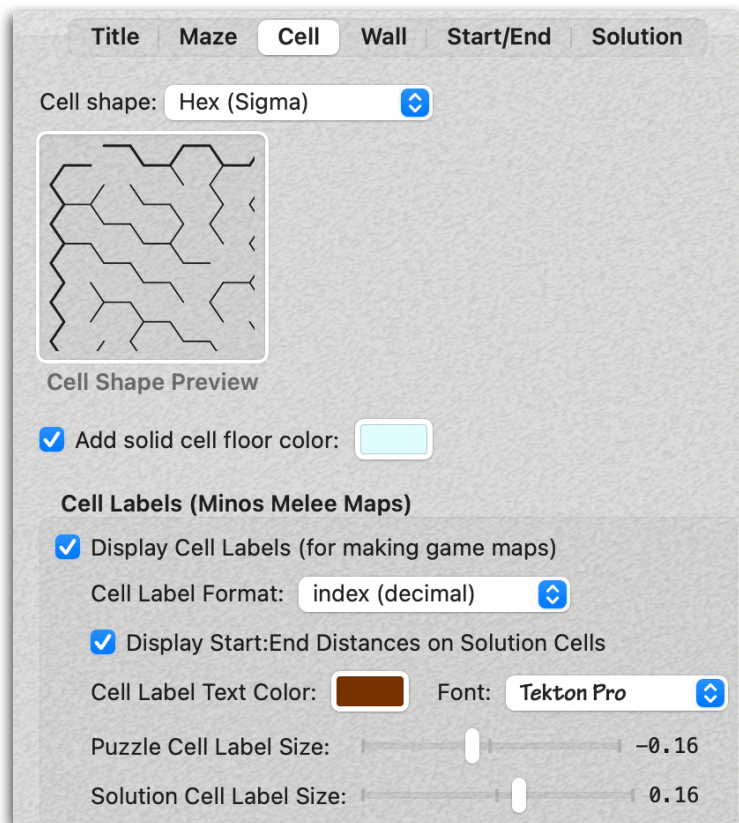 Title Maze Cell Wall Start/End Solution
Cell shape: Hex (Sigma)
Cell Shape Preview
Add solid cell floor color:
Cell Labels (Minos Melee Maps)
Display Cell Labels (for making game maps)
Cell Label Format: index (decimal)
Display Start:End Distances on Solution Cells
Cell Label Text Color: Font: Tekton Pro
Puzzle Cell Label Size: -0.16
Solution Cell Label Size: 0.16